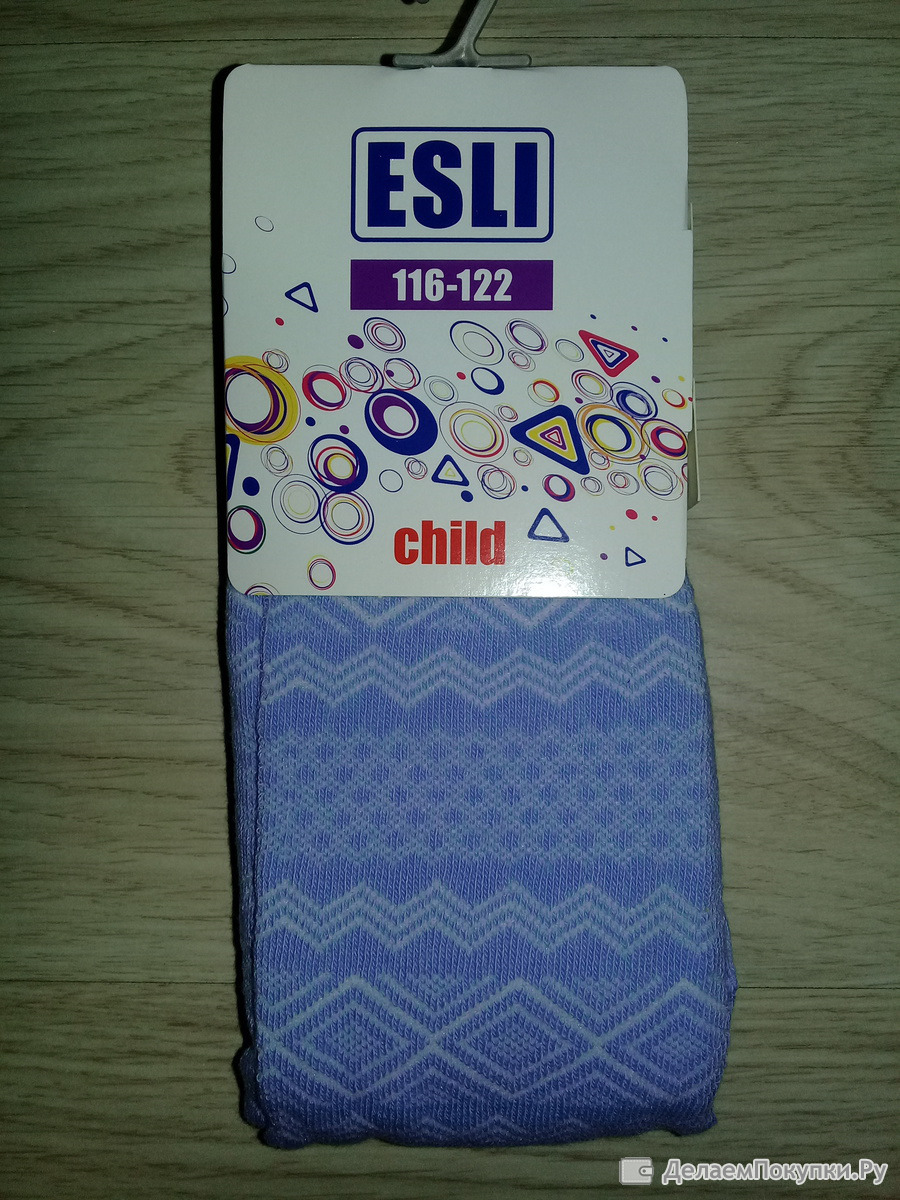 ESLI
116-122
child
ДелаемПокупки.Ру